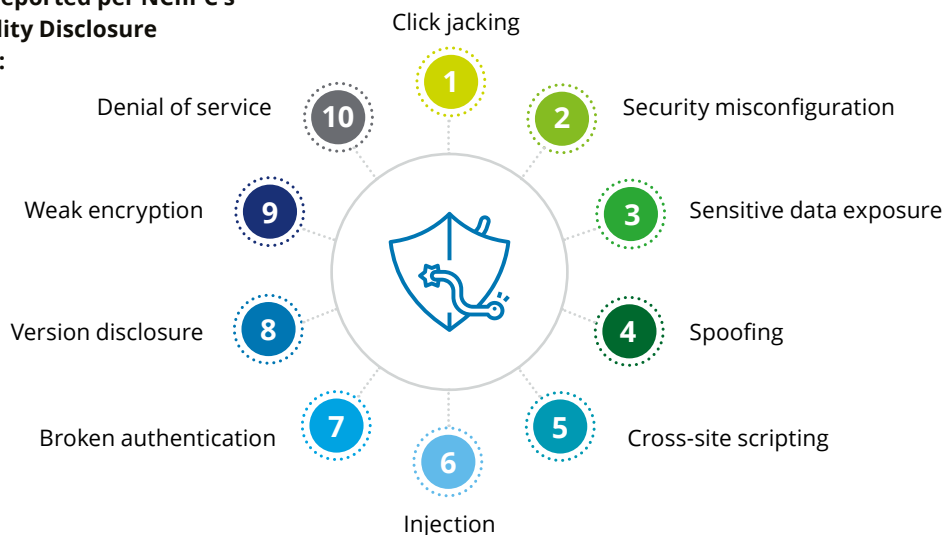 lity Disclosure
:
Click jacking
1
Security misconfiguration
2
Sensitive data exposure
3
Spoofing
4
Cross-site scripting
5
Injection
6
Broken authentication
7
Version disclosure
8
Weak encryption
9
Denial of service
10